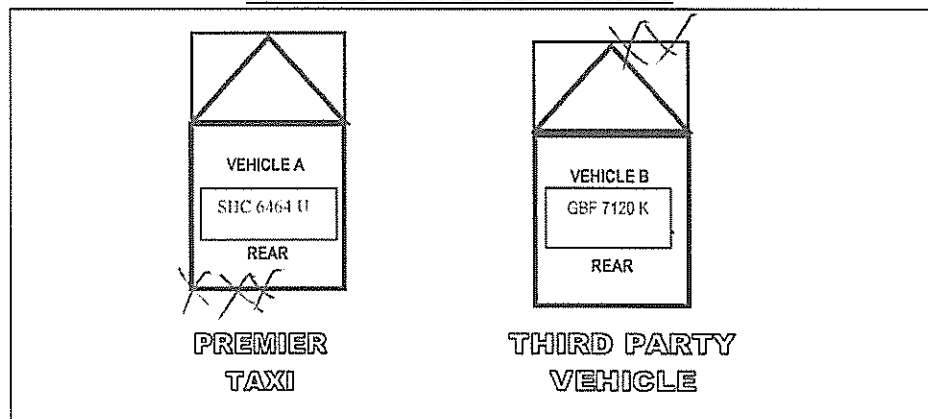 VEHICLE A
SHC 6464 U
REAR
PREMIER
TAXI
VEHICLE B
GBF 7120 K
REAR
THIRD PARTY
VEHICLE